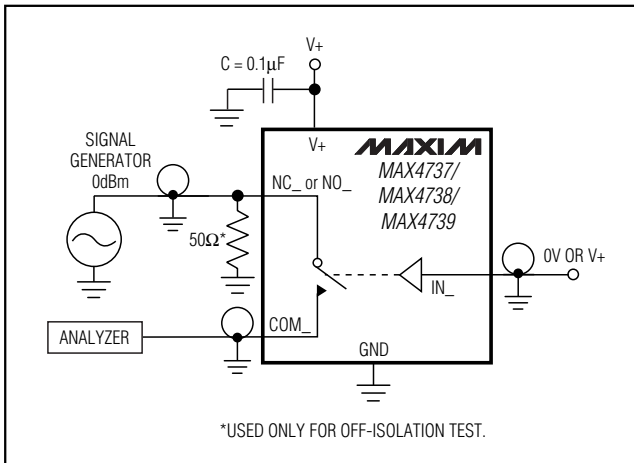 V+
C = 0.1µF
SIGNAL
GENERATOR
0dBm
V+
MAXIM
MAX4737/
MAX4738/
MAX4739
NC_ or NO_
50Ω*
0V OR V+
IN_
COM_
ANALYZER
GND
*USED ONLY FOR OFF-ISOLATION TEST.